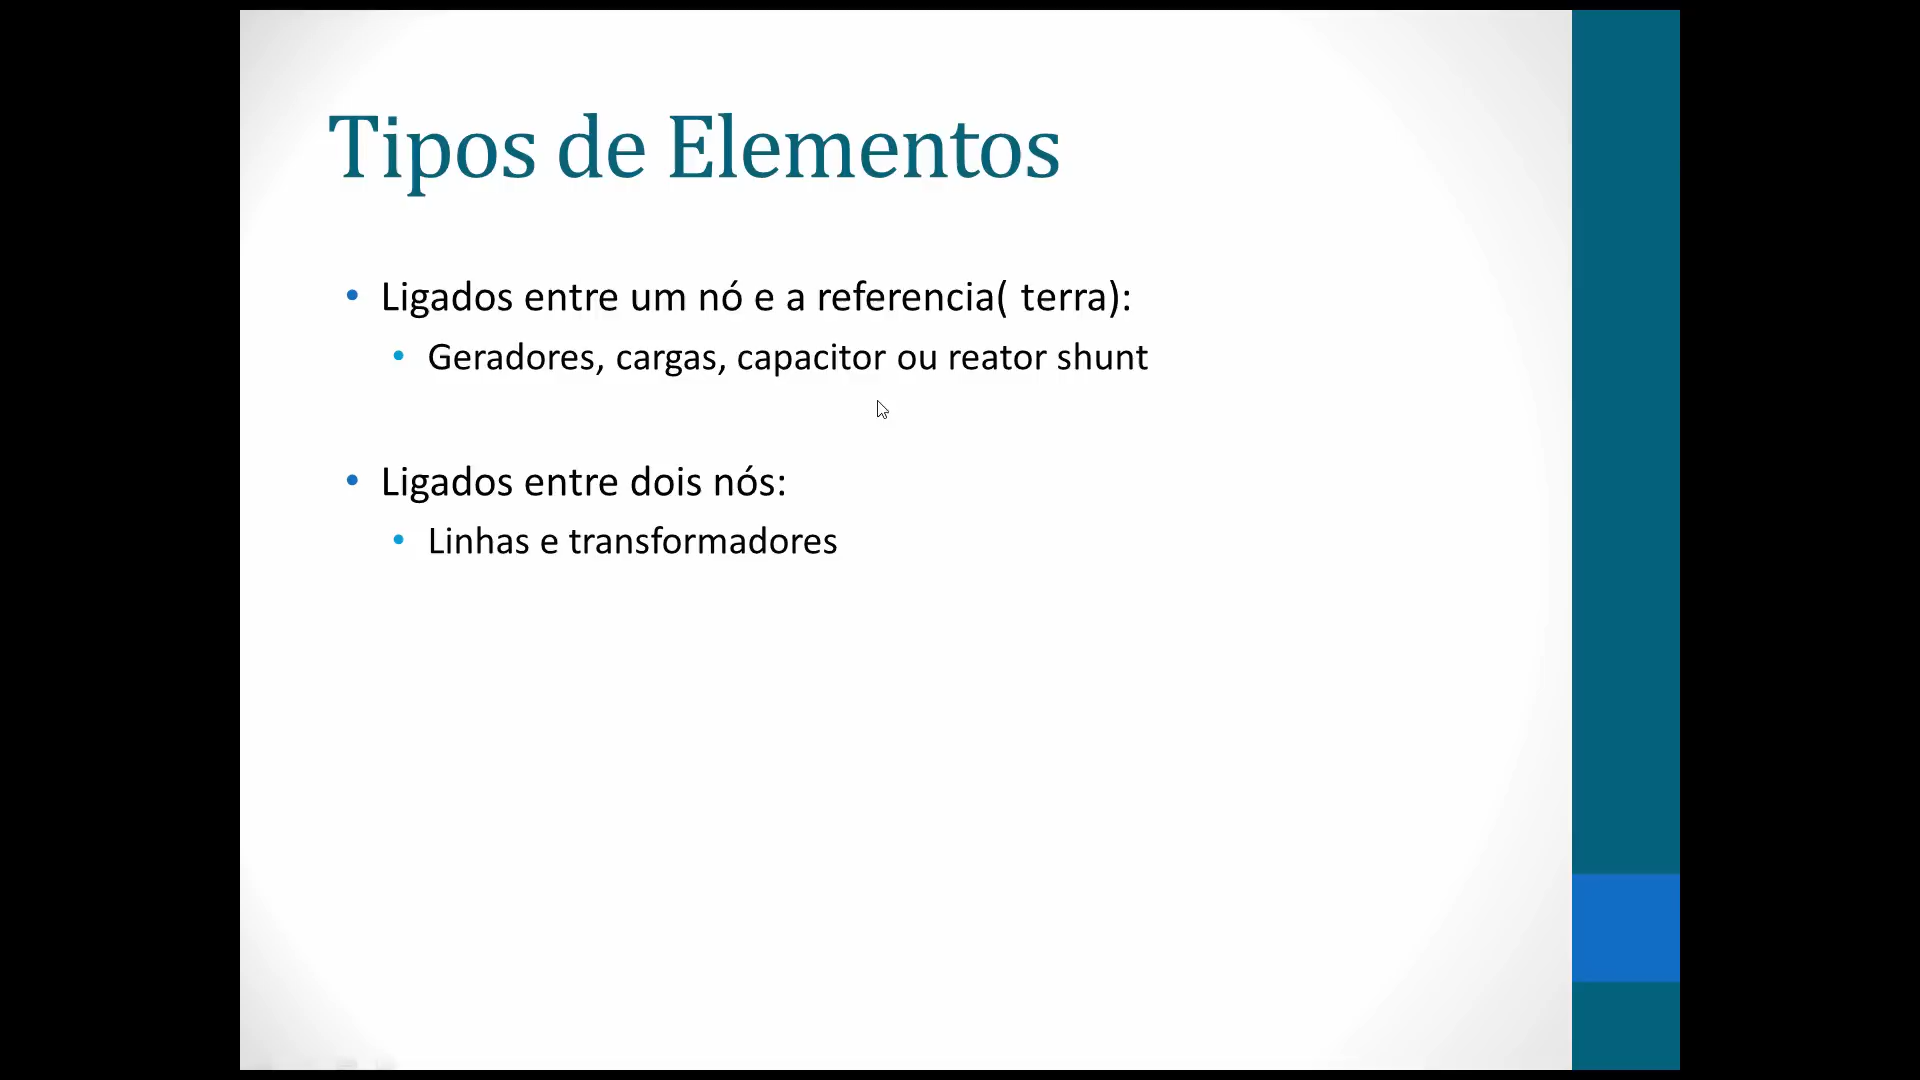 Tipos de Elementos
• Ligados entre um nó e a referencia( terra):
• Geradores, cargas, capacitor ou reator shunt
• Ligados entre dois nós:
• Linhas e transformadores